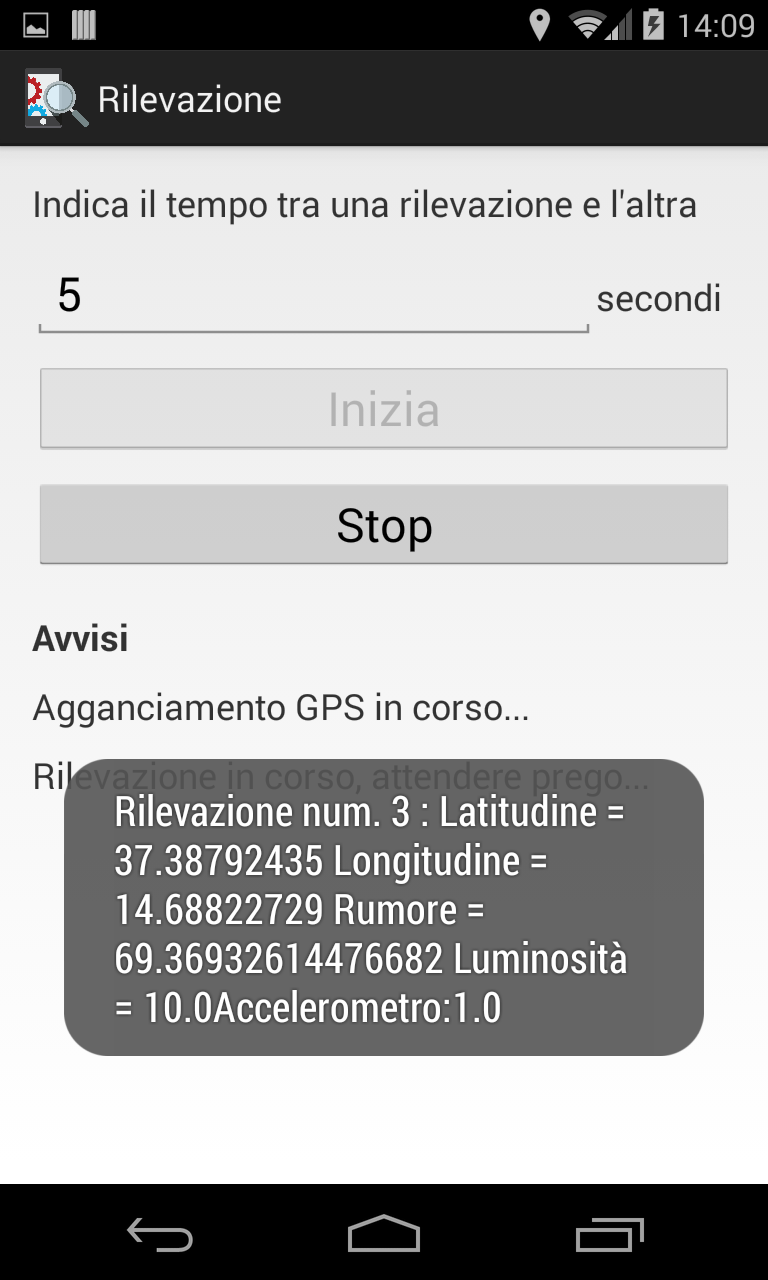 14:09
Rilevazione
Indica il tempo tra una rilevazione e l'altra
5 secondi
Inizia
Stop
Avvisi
Agganciamento GPS in corso...
Rilevazione in corso, attendere prego...
Rilevazione num. 3 : Latitudine =
37.38792435 Longitudine =
14.68822729 Rumore =
69.36932614476682 Luminosità
= 10.0Accelerometro:1.0